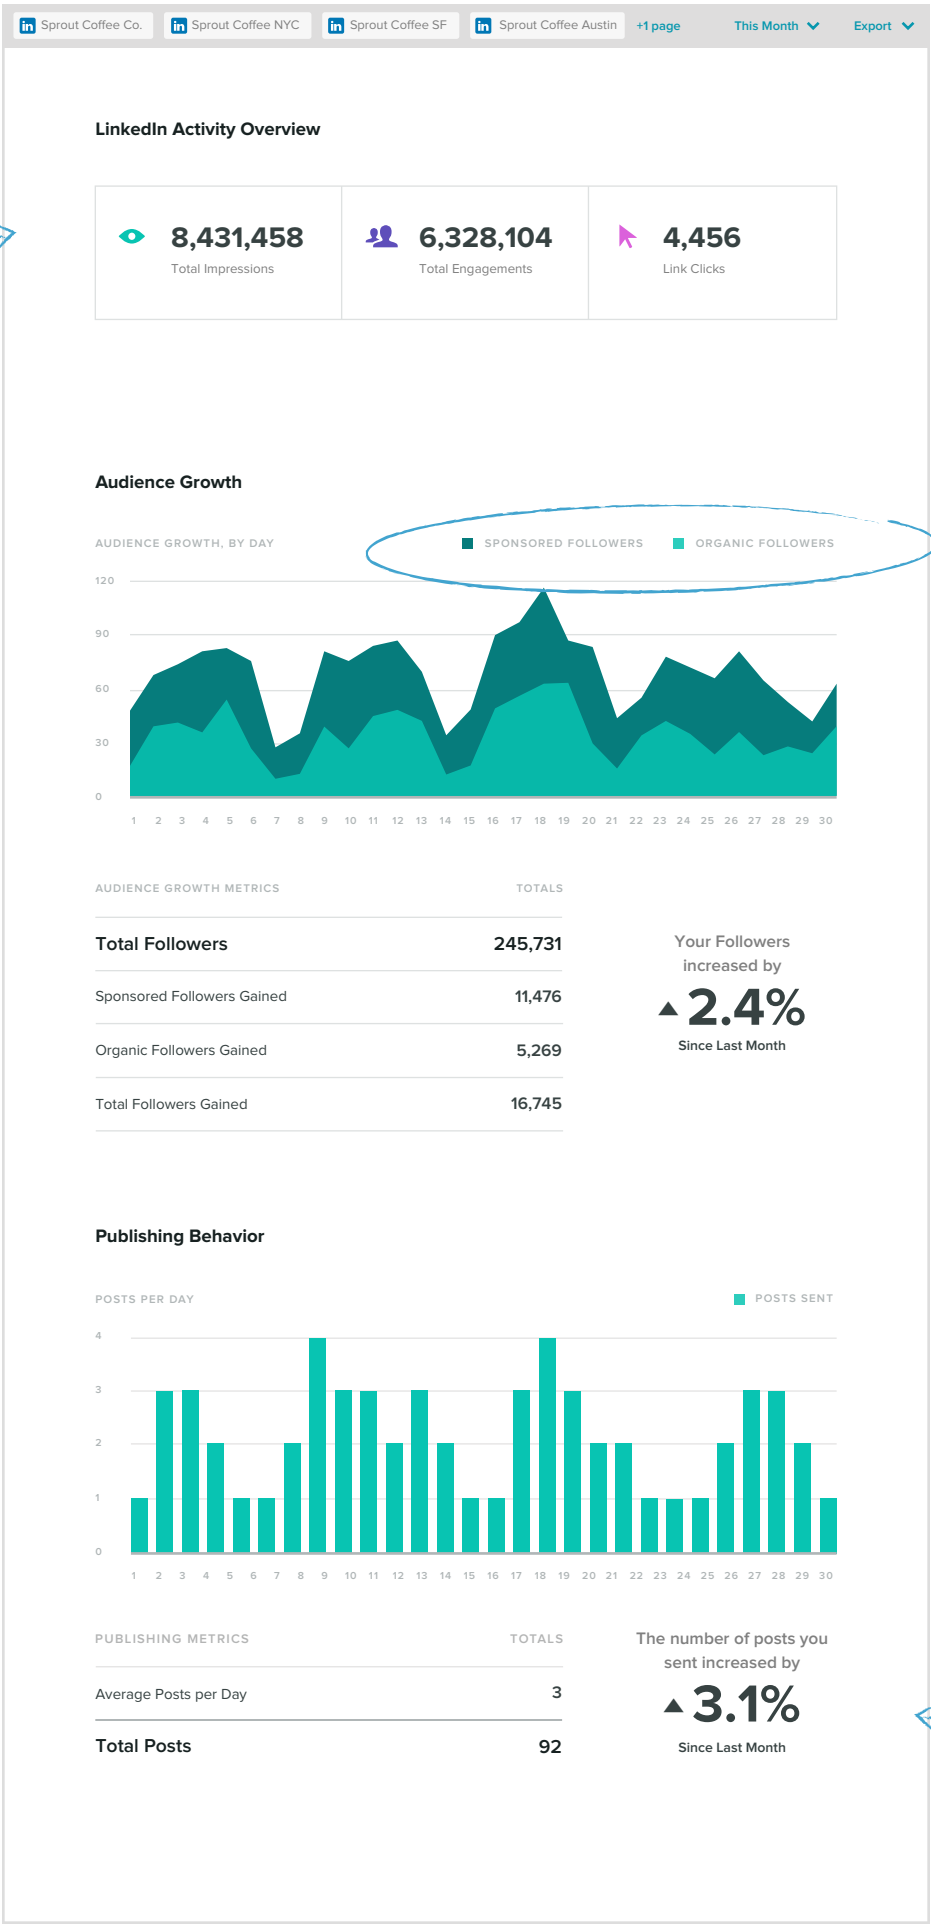 in Sprout Coffee Co. in Sprout Coffee NYC in Sprout Coffee SF in Sprout Coffee Austin +1 page This Month Export
LinkedIn Activity Overview
8,431,458 6,328,104 4,456
Total Impressions Total Engagements Link Clicks
Audience Growth
AUDIENCE GROWTH, BY DAY SPONSORED FOLLOWERS ORGANIC FOLLOWERS
120
90
60
30
0
1 2 3 4 5 6 7 8 9 10 11 12 13 14 15 16 17 18 19 20 21 22 23 24 25 26 27 28 29 30
AUDIENCE GROWTH METRICS TOTALS
Total Followers 245,731
Sponsored Followers Gained 11,476
Organic Followers Gained 5,269
Total Followers Gained 16,745
Your Followers
increased by
2.4%
Since Last Month
Publishing Behavior
POSTS PER DAY POSTS SENT
4
3
2
1
0
1 2 3 4 5 6 7 8 9 10 11 12 13 14 15 16 17 18 19 20 21 22 23 24 25 26 27 28 29 30
PUBLISHING METRICS TOTALS
Average Posts per Day 3
Total Posts 92
The number of posts you
sent increased by
3.1%
Since Last Month